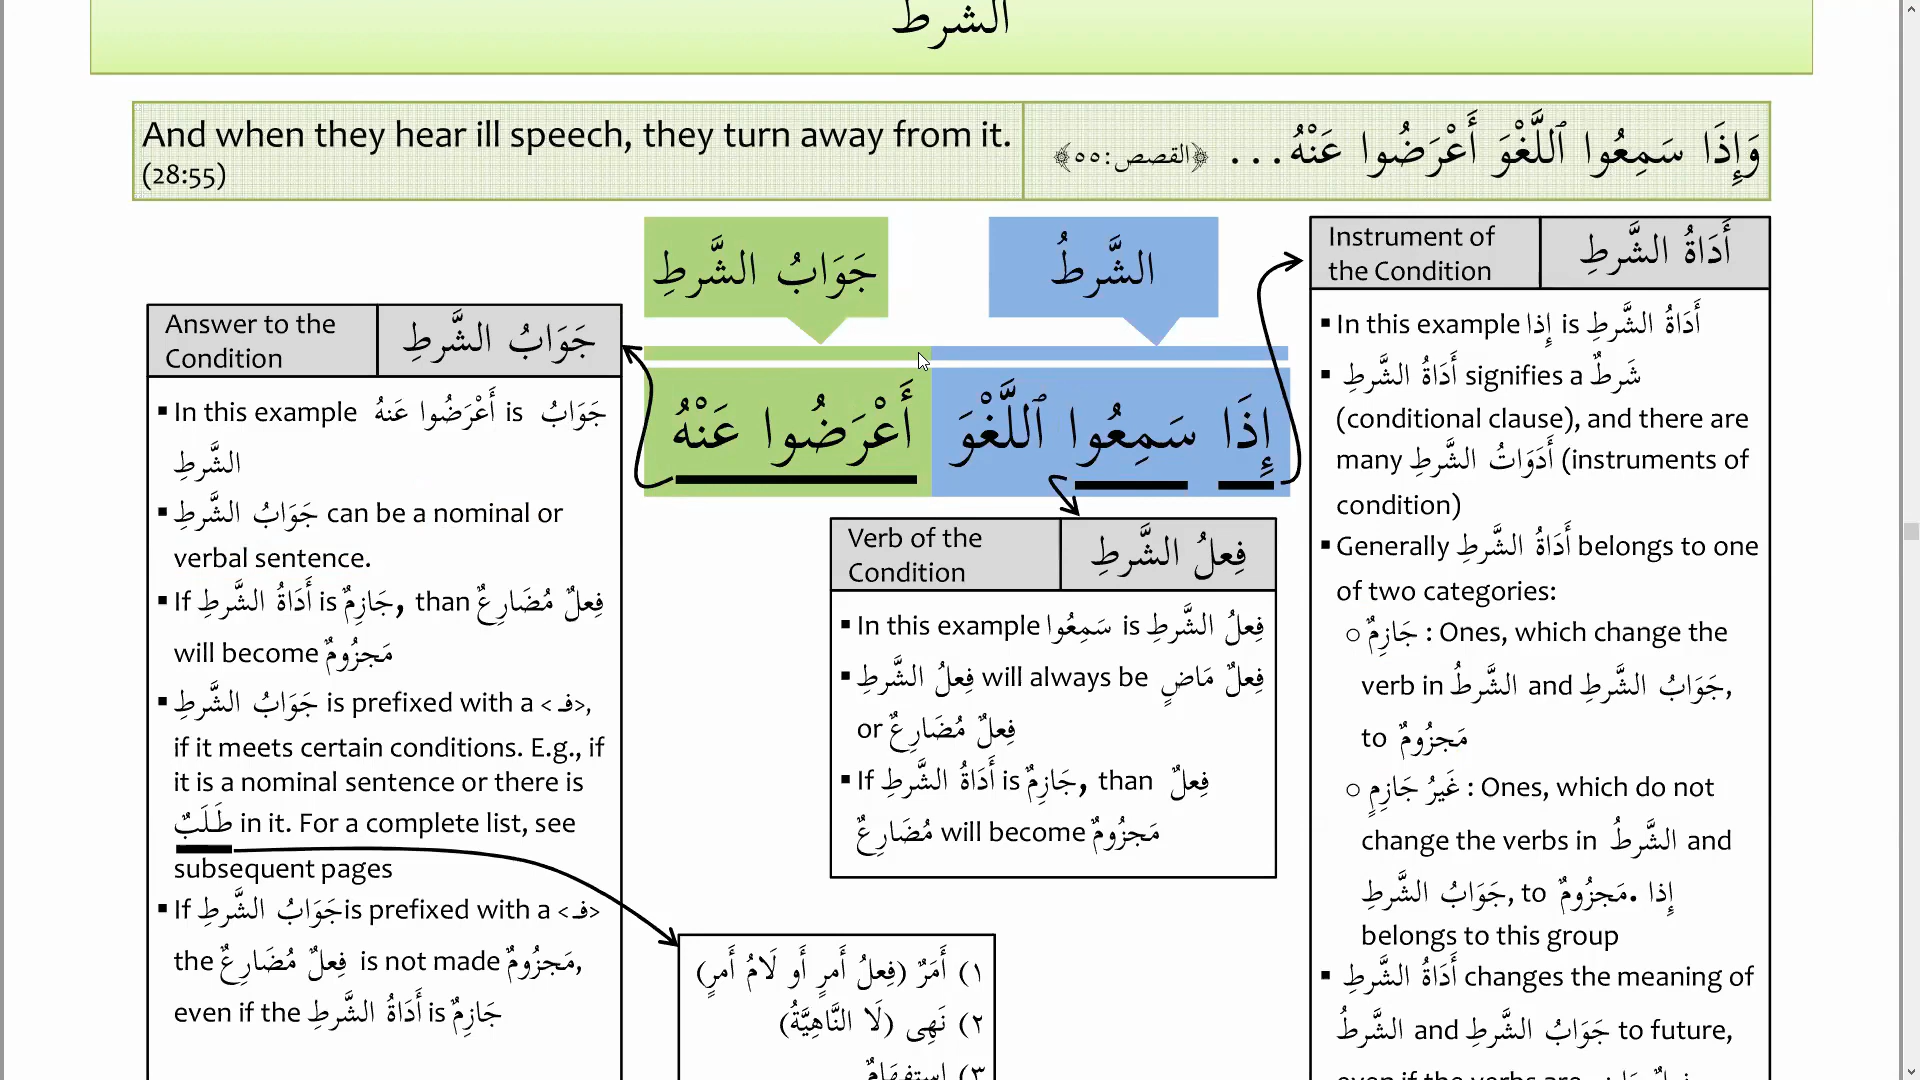 الشرط
And when they hear ill speech, they turn away from it.
(28:55)
وَإِذَا سَمِعُوا ٱللَّغْوَ أَعْرَضُوا عَنْهُ... ﴿القصص:٥٥﴾
جَوَابُ الشَّرطِ
الشَّرطُ
إِذَا سَمِعُوا ٱللَّغْوَ أَعْرَضُوا عَنْهُ
Instrument of
the Condition
أَدَاةُ الشَّرطِ
▪ In this example إِذا is أَدَاةُ الشَّرطِ
▪ أَدَاةُ الشَّرطِ signifies a شَرطٌ
(conditional clause), and there are
many أَدَوَاتُ الشَّرطِ (instruments of
condition)
▪ Generally أَدَاةُ الشَّرطِ belongs to one
of two categories:
o جَازِمٌ : Ones, which change the
verb in الشَّرطُ and جَوَابُ الشَّرطِ,
to مَجزُومٌ
o غَيرُ جَازِمٍ : Ones, which do not
change the verbs in الشَّرطُ and
جَوَابُ الشَّرطِ, to مَجزُومٌ. إِذا
belongs to this group
▪ أَدَاةُ الشَّرطِ changes the meaning of
الشَّرطُ and جَوَابُ الشَّرطِ to future,
Verb of the
Condition
فِعلُ الشَّرطِ
▪ In this example سَمِعُوا is فِعلُ الشَّرطِ
▪ فِعلُ الشَّرطِ will always be فِعلٌ مَاضٍ
or فِعلٌ مُضَارِعٌ
▪ If أَدَاةُ الشَّرطِ is جَازِمٌ, than فِعلٌ
مُضَارِعٌ will become مَجزُومٌ
Answer to the
Condition
جَوَابُ الشَّرطِ
▪ In this example أَعْرَضُوا عَنهُ is جَوَابُ
الشَّرطِ
▪ جَوَابُ الشَّرطِ can be a nominal or
verbal sentence.
▪ If أَدَاةُ الشَّرطِ is جَازِمٌ, than فِعلٌ مُضَارِعٌ
will become مَجزُومٌ
▪ جَوَابُ الشَّرطِ is prefixed with a <فـ>,
if it meets certain conditions. E.g., if
it is a nominal sentence or there is
طَلَبٌ in it. For a complete list, see
subsequent pages
▪ If جَوَابُ الشَّرطِ is prefixed with a <فـ>
the فِعلٌ مُضَارِعٌ is not made مَجزُومٌ,
even if the أَدَاةُ الشَّرطِ is جَازِمٌ
١) أَمَرٌ (فِعلُ أَمرٍ أَو لَامُ أَمرٍ)
٢) نَهِى (لَا النَّاهِيَّةُ)
٣) استِفهَامٌ